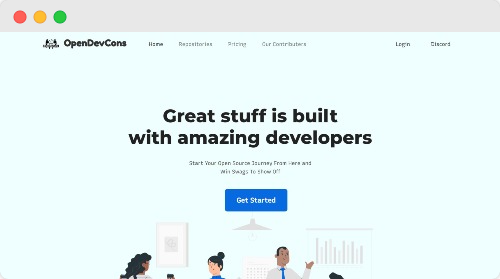 OpenDevCons
Home
Repositories
Pricing
Our Contributers
Login
Discord
Great stuff is built
with amazing developers
Start Your Open Source Journey From Here and
Win Swags To Show Off
Get Started